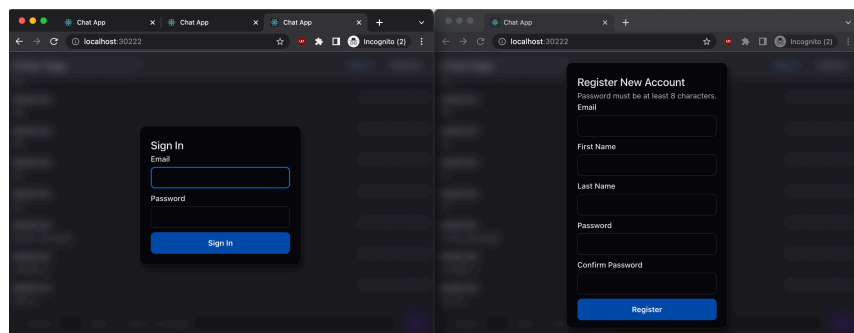 Chat App
Chat App
Chat App
localhost:30222
Incognito (2)
Sign In
Email
Password
Sign In
Chat App
localhost:30222
Incognito (2)
Register New Account
Password must be at least 8 characters.
Email
First Name
Last Name
Password
Confirm Password
Register